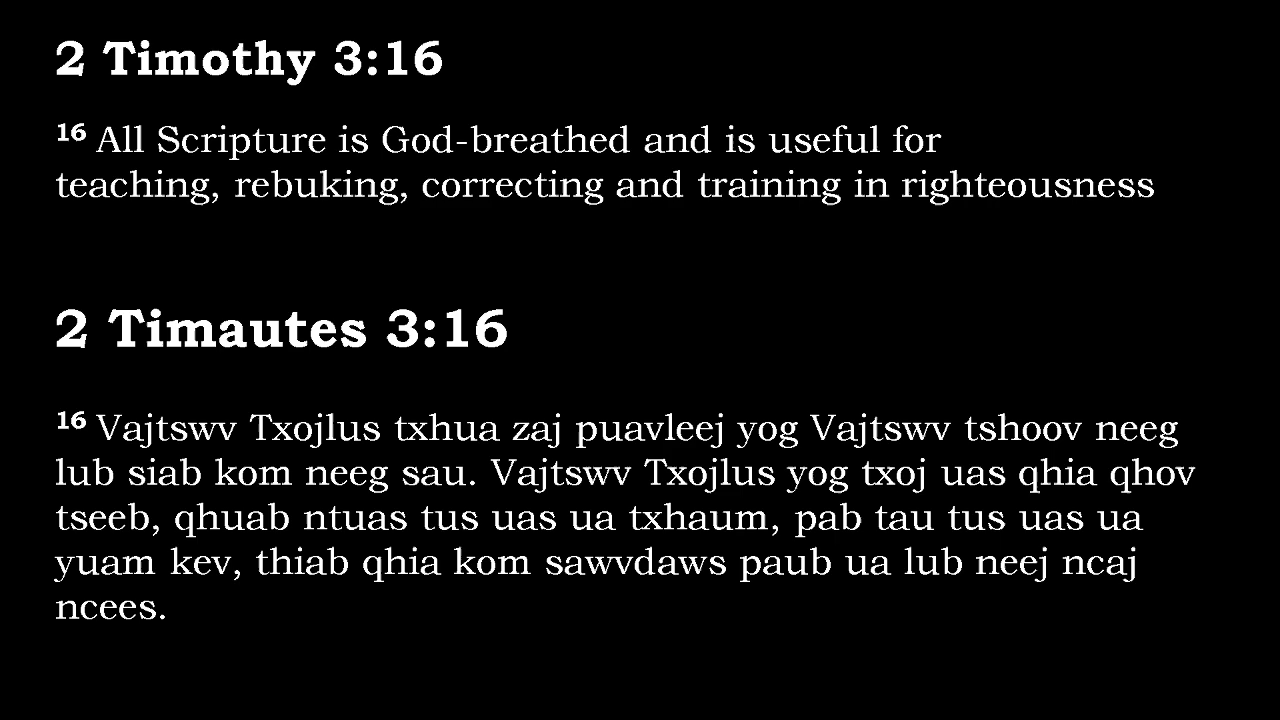 2 Timothy 3:16
16 All Scripture is God-breathed and is useful for
teaching, rebuking, correcting and training in righteousness
2 Timautes 3:16
16 Vajtswv Txojlus txhua zaj puavleej yog Vajtswv tshoov neeg
lub siab kom neeg sau. Vajtswv Txojlus yog txoj uas qhia qhov
tseeb, qhuab ntuas tus uas ua txhaum, pab tau tus uas ua
yuam kev, thiab qhia kom sawvdaws paub ua lub neej ncaj
ncees.